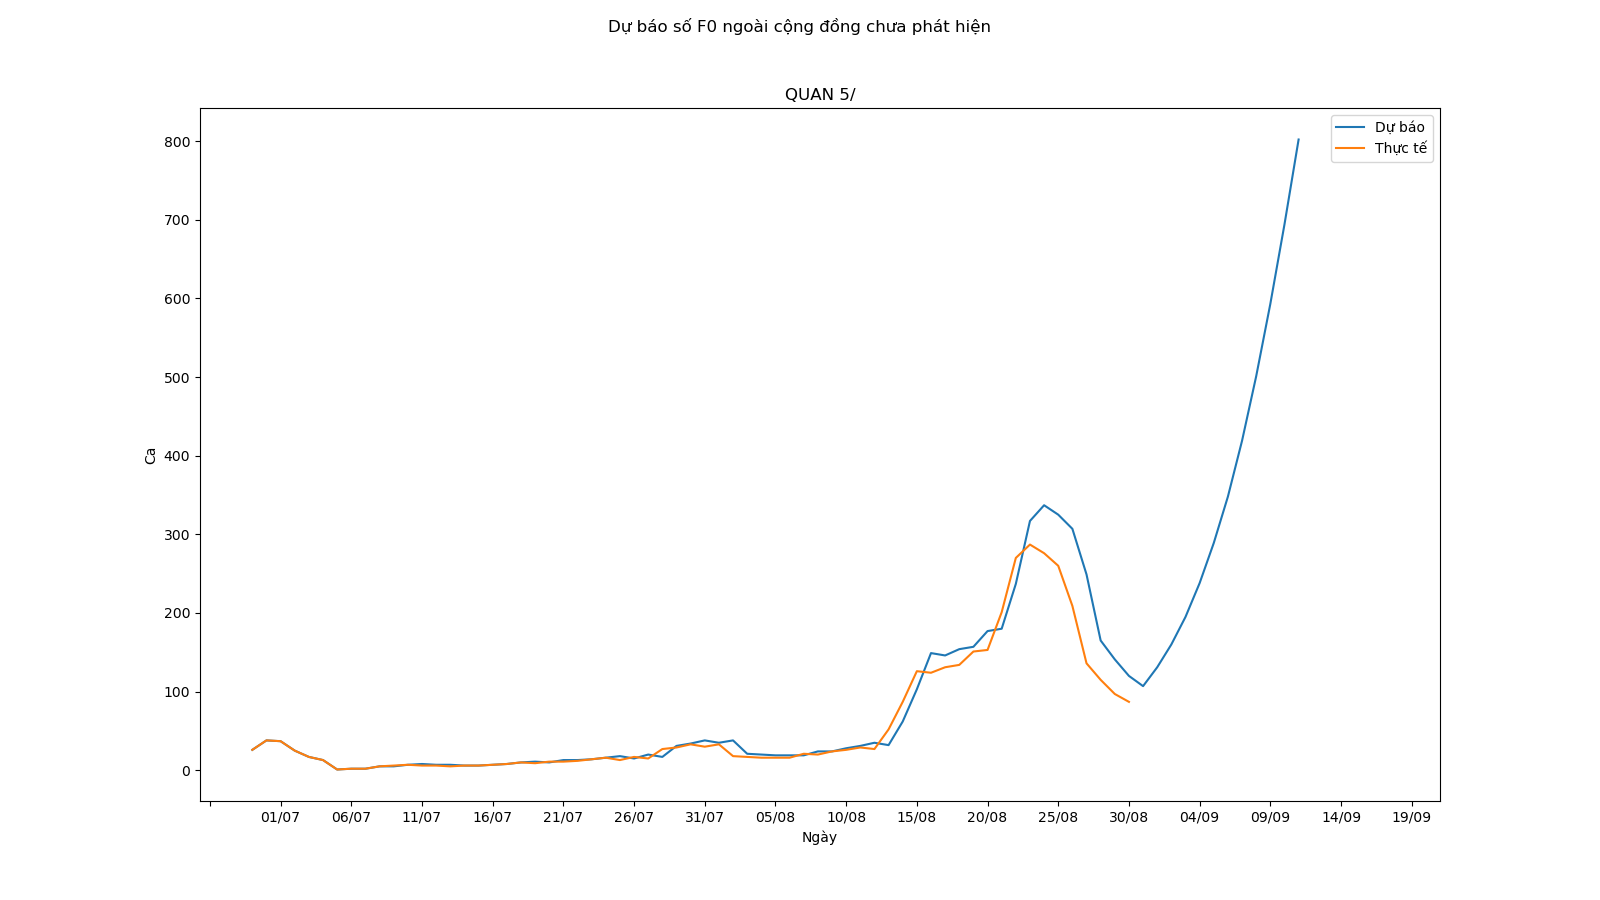 Dự báo số F0 ngoài cộng đồng chưa phát hiện
QUAN 5/
Dự báo
Thực tế
800
700
600
500
400
300
200
100
0
Ca
01/07 06/07 11/07 16/07 21/07 26/07 31/07 05/08 10/08 15/08 20/08 25/08 30/08 04/09 09/09 14/09 19/09
Ngày